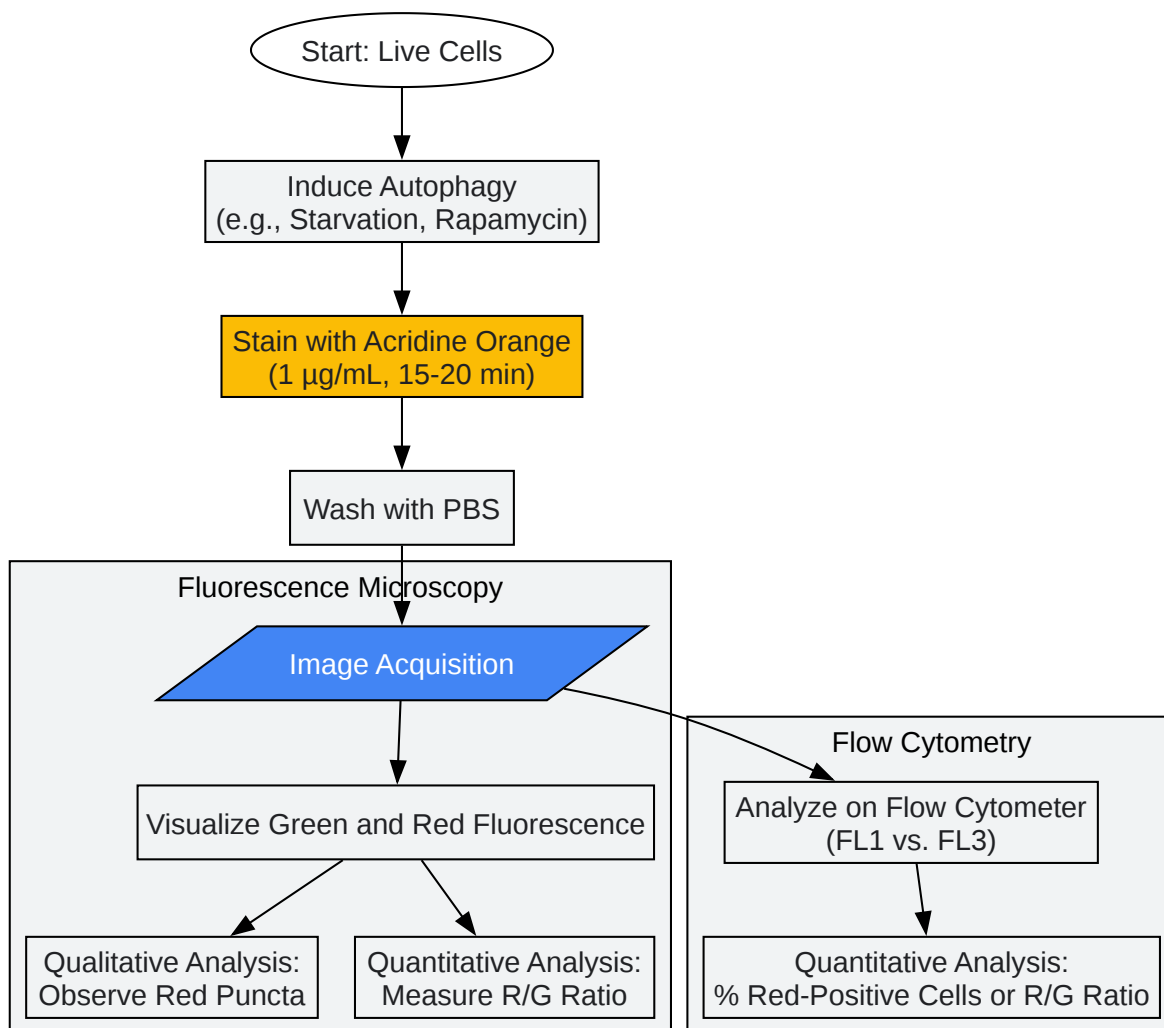 Start: Live Cells
Induce Autophagy
(e.g., Starvation, Rapamycin)
Stain with Acridine Orange
(1 µg/mL, 15-20 min)
Wash with PBS
Fluorescence Microscopy
Image Acquisition
Flow Cytometry
Visualize Green and Red Fluorescence
Analyze on Flow Cytometer
(FL1 vs. FL3)
Qualitative Analysis:
Observe Red Puncta
Quantitative Analysis:
Measure R/G Ratio
Quantitative Analysis:
% Red-Positive Cells or R/G Ratio